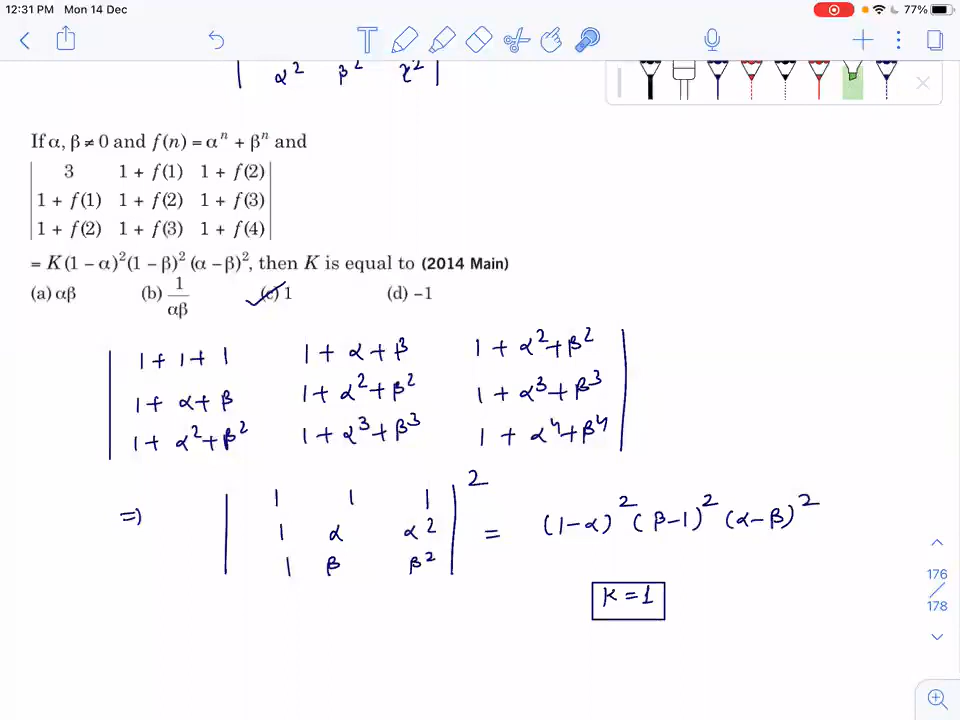 12:31 PM Mon 14 Dec 77%
T
| α² β² γ² |
If α, β ≠ 0 and f(n) = αⁿ + βⁿ and
| 3 1 + f(1) 1 + f(2) |
| 1 + f(1) 1 + f(2) 1 + f(3) |
| 1 + f(2) 1 + f(3) 1 + f(4) |
= K(1 − α)²(1 − β)² (α − β)², then K is equal to (2014 Main)
(a) αβ (b) 1/αβ (c) 1 (d) −1
| 1 + 1 + 1 1 + α + β 1 + α² + β² |
| 1 + α + β 1 + α² + β² 1 + α³ + β³ |
| 1 + α² + β² 1 + α³ + β³ 1 + α⁴ + β⁴ |
⇒ | 1 1 1 |²
| 1 α α² | = (1−α)² (β−1)² (α−β)²
| 1 β β² |
K = 1
176
/
178